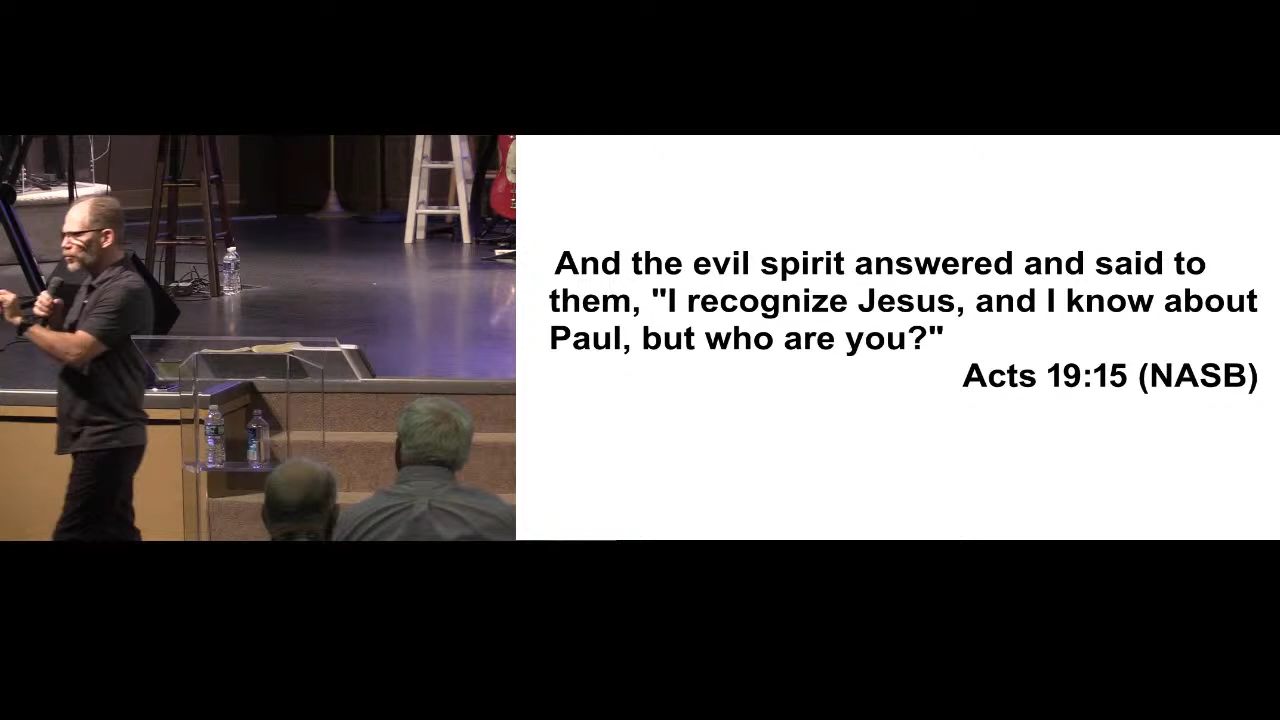 And the evil spirit answered and said to
them, "I recognize Jesus, and I know about
Paul, but who are you?"
Acts 19:15 (NASB)